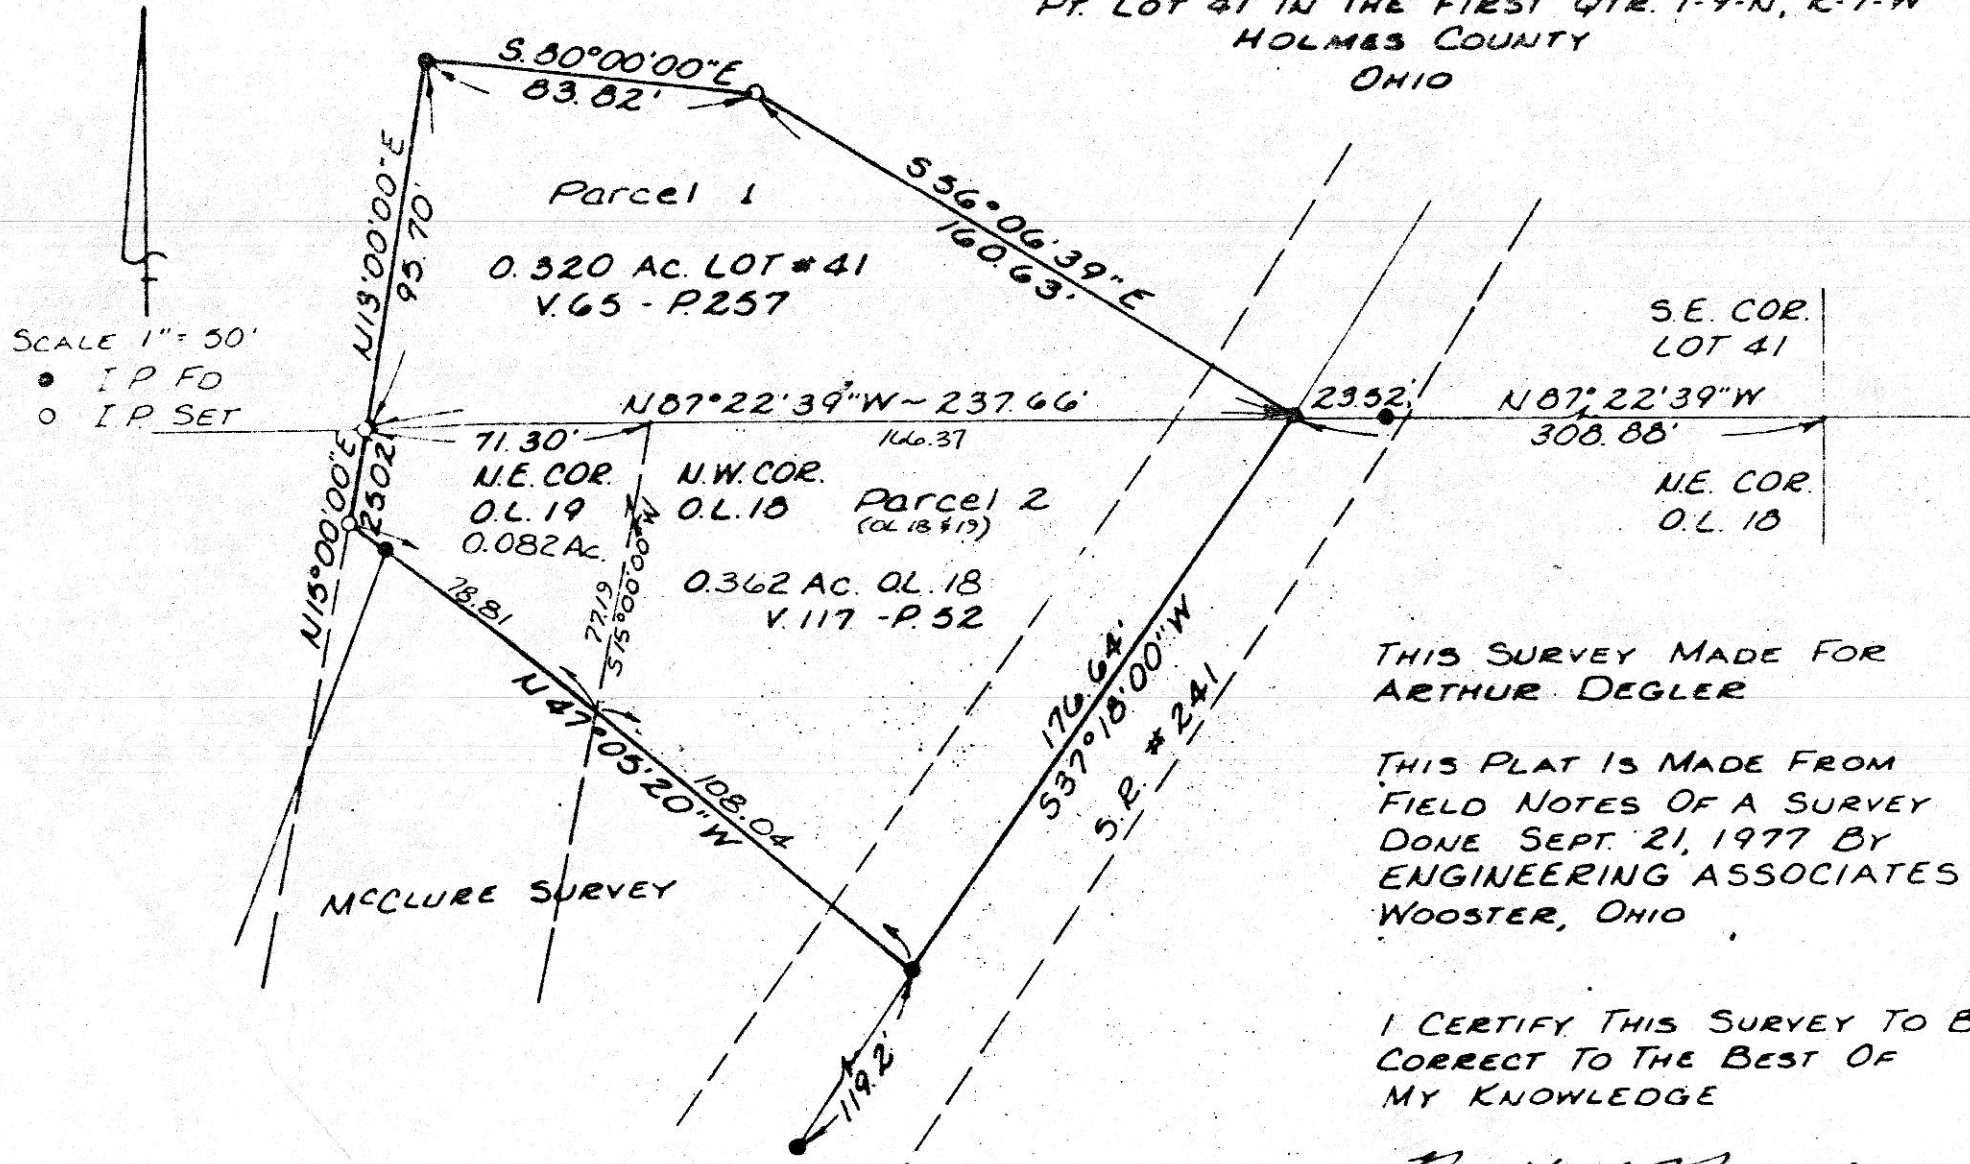 PT. LOT 41 IN THE FIRST QTR. T-9-N, R-7-W
HOLMES COUNTY
OHIO
S.80°00'00"E
83.82'
N15°00'00"E
95.70'
Parcel 1
0.320 AC. LOT #41
V.65 - P.257
S56°06'39"E
160.63'
SCALE 1"=50'
● I P FD
○ I P SET
S.E. COR.
LOT 41
N87°22'39"W ~ 237.66'
23.52'
N87°22'39"W
308.88'
71.30'
166.37
N15°00'00"E
25.02'
N.E. COR.
O.L. 19
0.082 Ac.
N.W. COR.
O.L. 18
Parcel 2
(OL 18 & 19)
N.E. COR.
O.L. 18
0.362 AC. O.L. 18
V. 117 - P. 52
77.19
S15°00'00"W
78.81
N47°05'20"W
108.04
176.64'
S37°18'00"W
S.R. #241
McCLURE SURVEY
119.2'
THIS SURVEY MADE FOR
ARTHUR DEGLER
THIS PLAT IS MADE FROM
FIELD NOTES OF A SURVEY
DONE SEPT. 21, 1977 BY
ENGINEERING ASSOCIATES
WOOSTER, OHIO
I CERTIFY THIS SURVEY TO B
CORRECT TO THE BEST OF
MY KNOWLEDGE